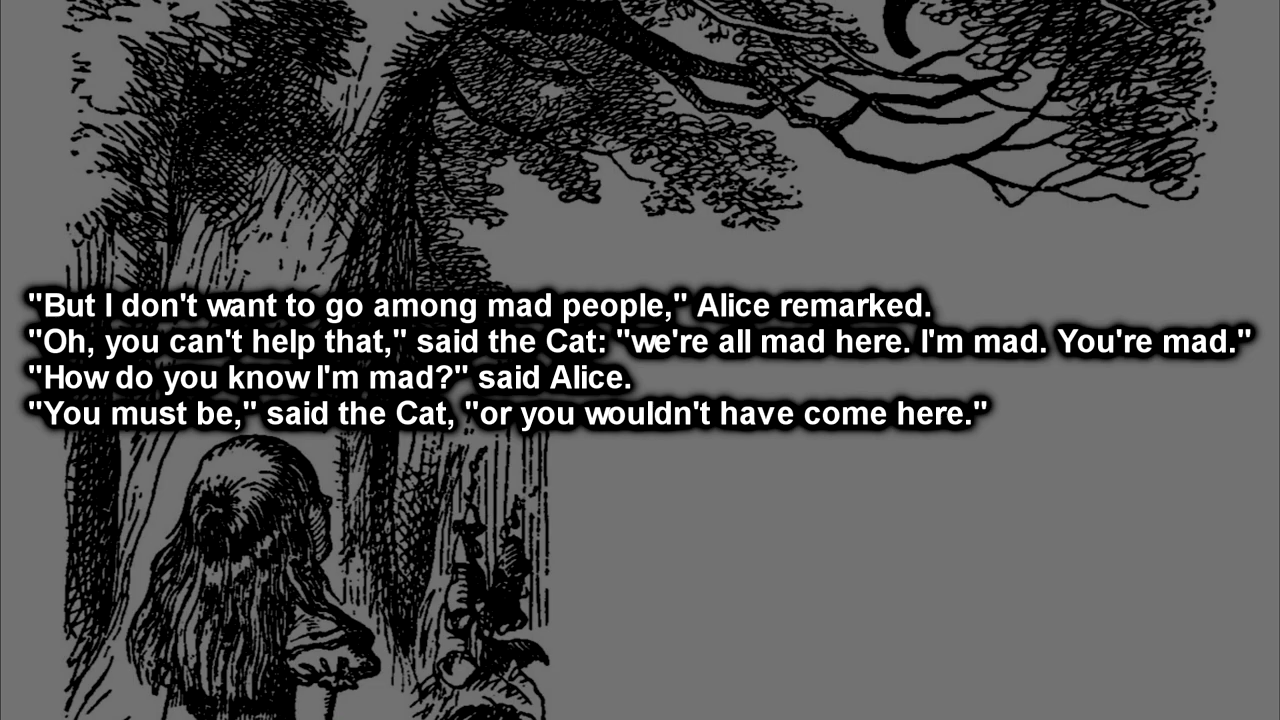 "But I don't want to go among mad people," Alice remarked.
"Oh, you can't help that," said the Cat: "we're all mad here. I'm mad. You're mad."
"How do you know I'm mad?" said Alice.
"You must be," said the Cat, "or you wouldn't have come here."